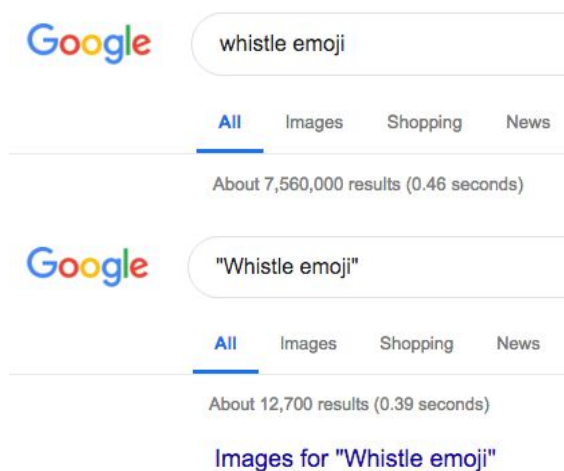 Google whistle emoji
All Images Shopping News
About 7,560,000 results (0.46 seconds)
Google "Whistle emoji"
All Images Shopping News
About 12,700 results (0.39 seconds)
Images for "Whistle emoji"